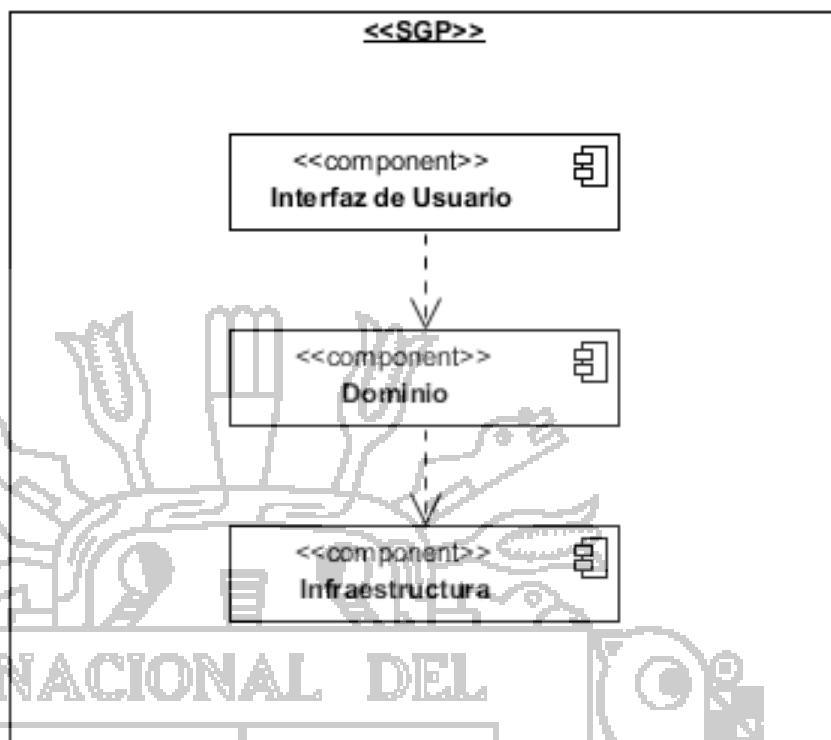 <<SGP>>
<<component>>
Interfaz de Usuario
<<component>>
Dominio
<<component>>
Infraestructura
NACIONAL DEL